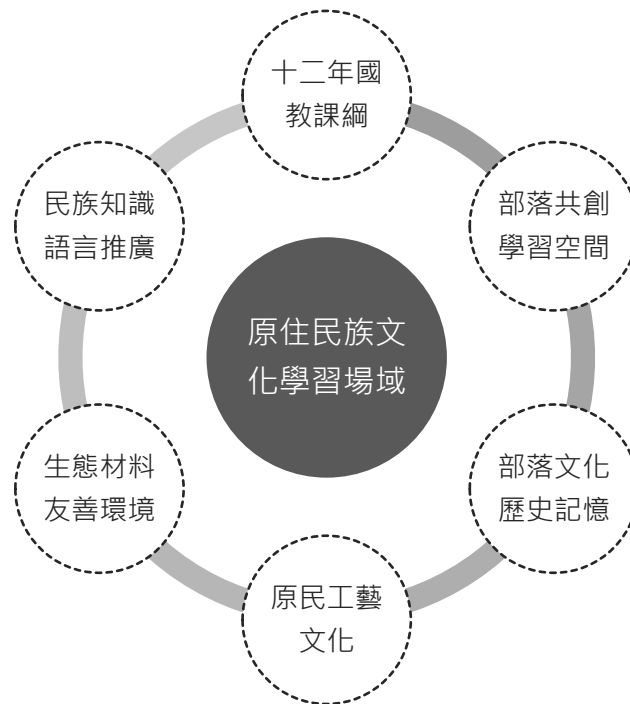 十二年國
教課綱
民族知識
語言推廣
部落共創
學習空間
原住民族文
化學習場域
生態材料
友善環境
部落文化
歷史記憶
原民工藝
文化